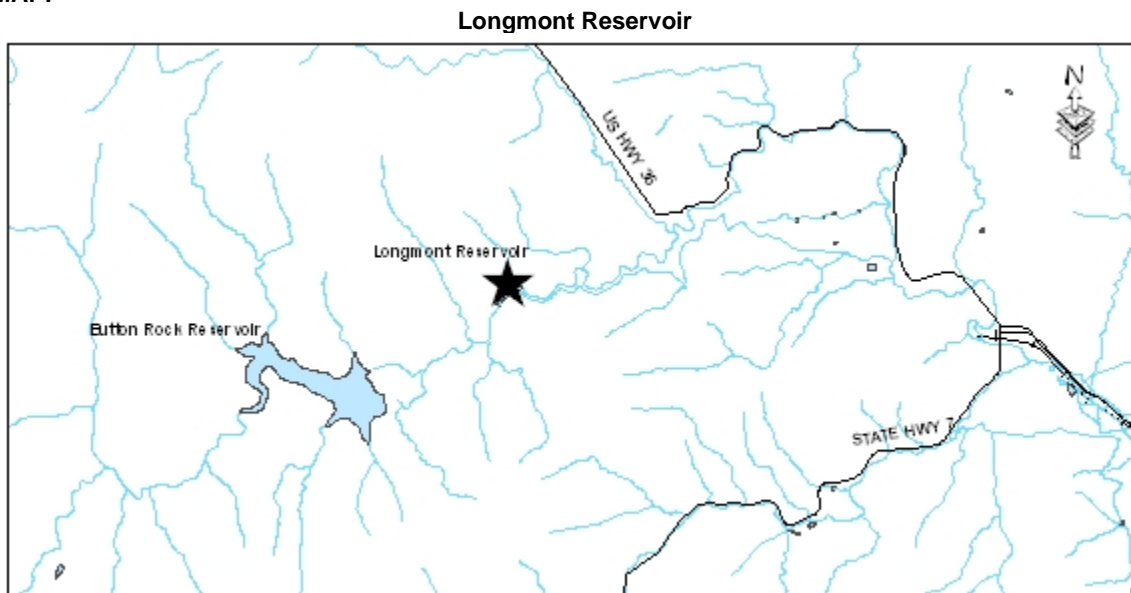 Longmont Reservoir
N
US HWY 36
Longmont Reservoir
Button Rock Reservoir
STATE HWY 7